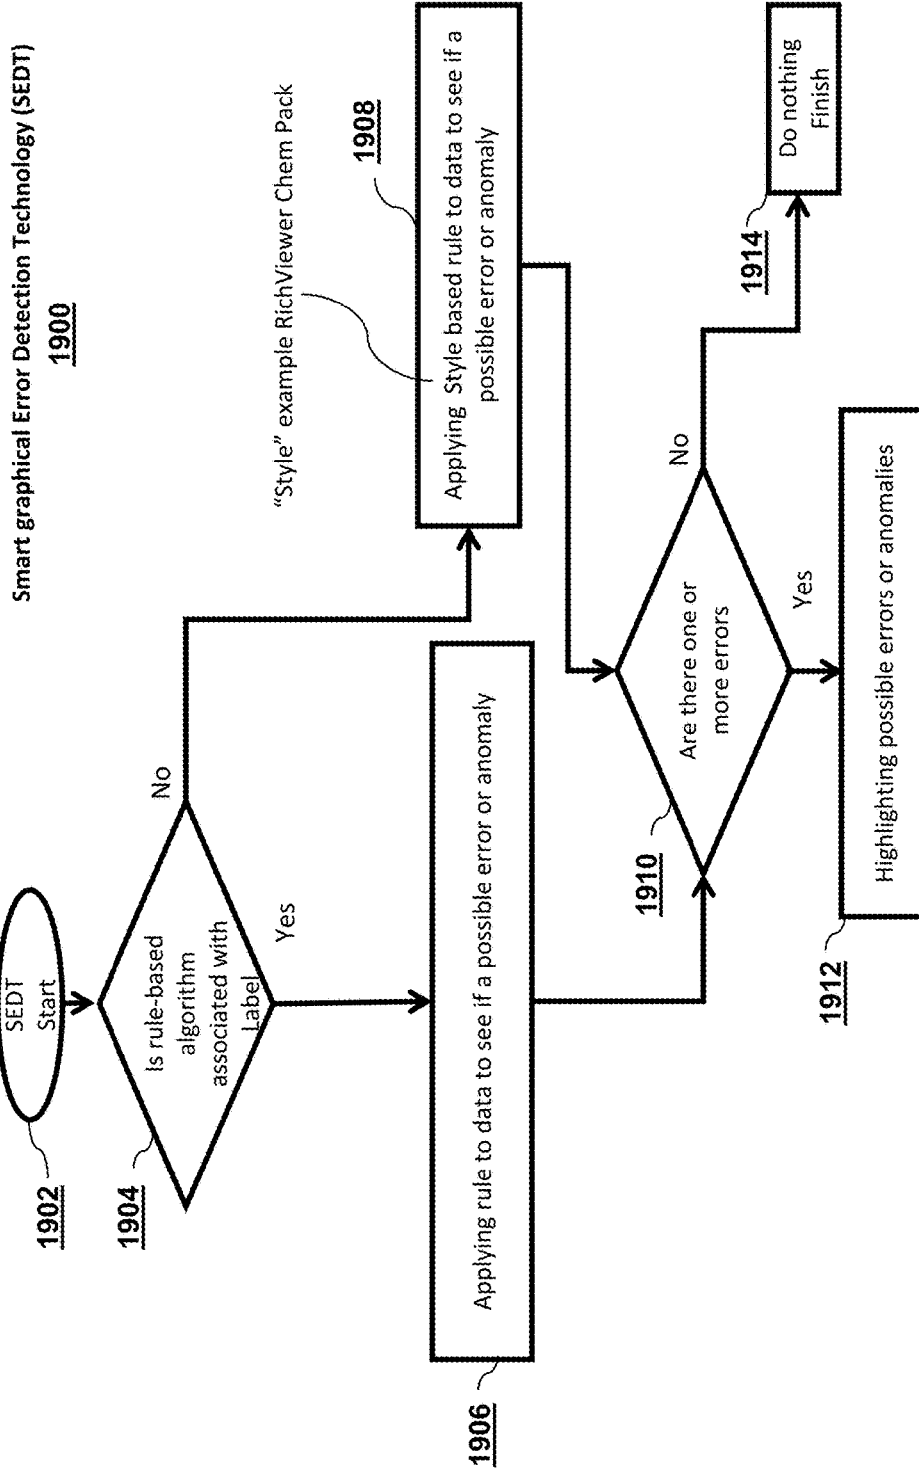 Smart graphical Error Detection Technology (SEDT)
1900
SEDT
Start
1902
Is rule-based
algorithm
associated with
Label
1904
No
Yes
"Style" example RichViewer Chem Pack
1908
Applying Style based rule to data to see if a
possible error or anomaly
Applying rule to data to see if a possible error or anomaly
1906
Are there one or
more errors
1910
No
Yes
1914
Do nothing
Finish
Highlighting possible errors or anomalies
1912